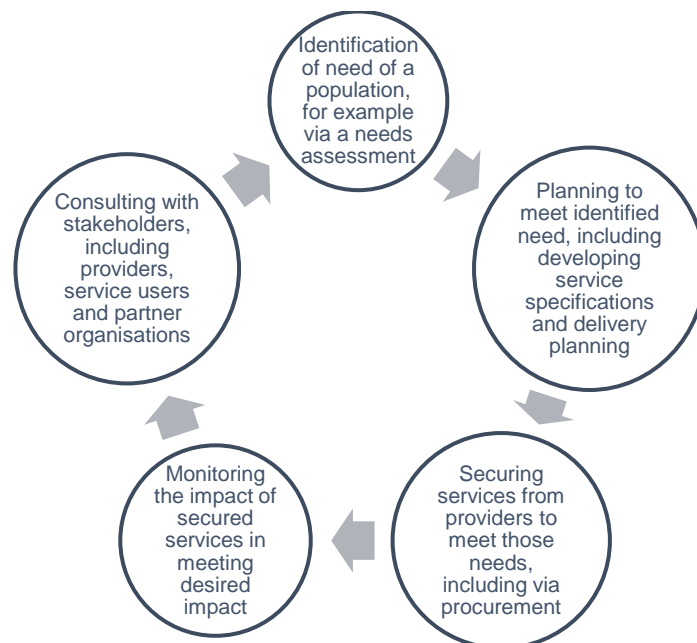 Identification
of need of a
population,
for example
via a needs
assessment
Planning to
meet identified
need, including
developing
service
specifications
and delivery
planning
Securing
services from
providers to
meet those
needs,
including via
procurement
Monitoring
the impact of
secured
services in
meeting
desired
impact
Consulting with
stakeholders,
including
providers,
service users
and partner
organisations